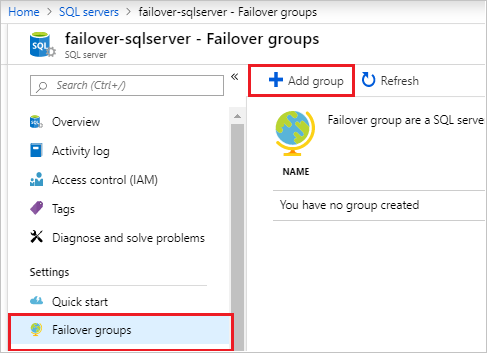 Home > SQL servers > failover-sqlserver - Failover groups
failover-sqlserver - Failover groups
SQL server
SQL
«
Search (Ctrl+/)
Overview
Activity log
Access control (IAM)
Tags
Diagnose and solve problems
Settings
Quick start
Failover groups
+ Add group
Refresh
Failover group are a SQL serve
NAME
You have no group created